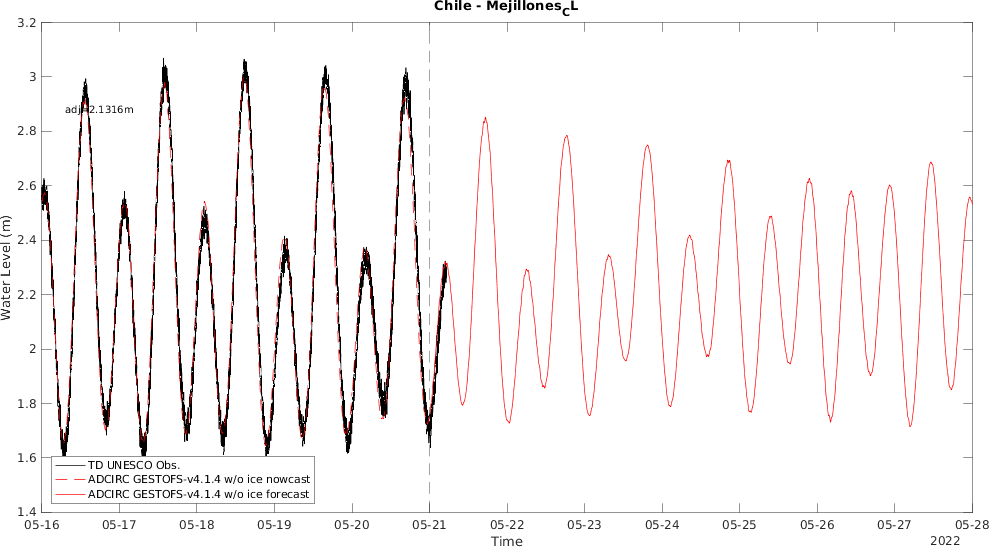 Chile - Mejillones_CL
3.2
3
2.8
2.6
2.4
2.2
2
1.8
1.6
1.4
Water Level (m)
adj=2.1316m
TD UNESCO Obs.
ADCIRC GESTOFS-v4.1.4 w/o ice nowcast
ADCIRC GESTOFS-v4.1.4 w/o ice forecast
05-16 05-17 05-18 05-19 05-20 05-21 05-22 05-23 05-24 05-25 05-26 05-27 05-28
Time
2022